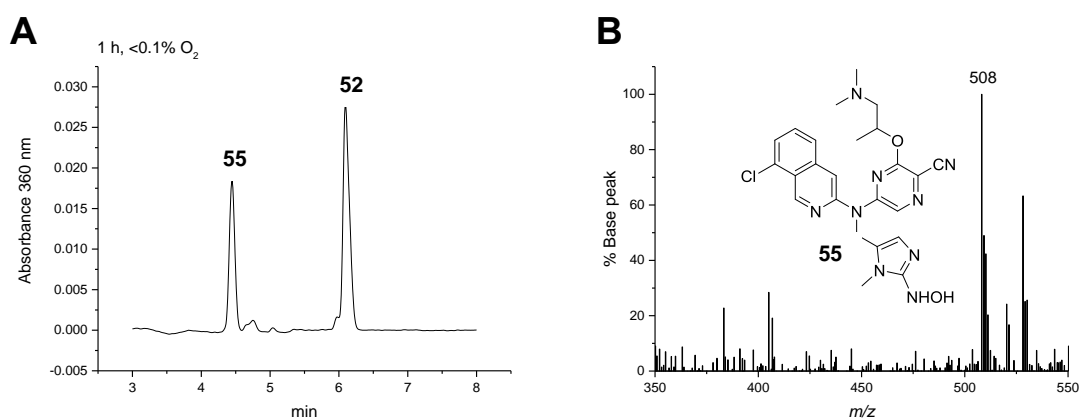 A
B
1 h, <0.1% O2
55
52
0.030
0.025
0.020
0.015
0.010
0.005
0.000
-0.005
Absorbance 360 nm
3 4 5 6 7 8
min
508
100
80
60
40
20
0
% Base peak
350 400 450 500 550
m/z
N
O
Cl
N
CN
N
N
N
55
N
N
NHOH